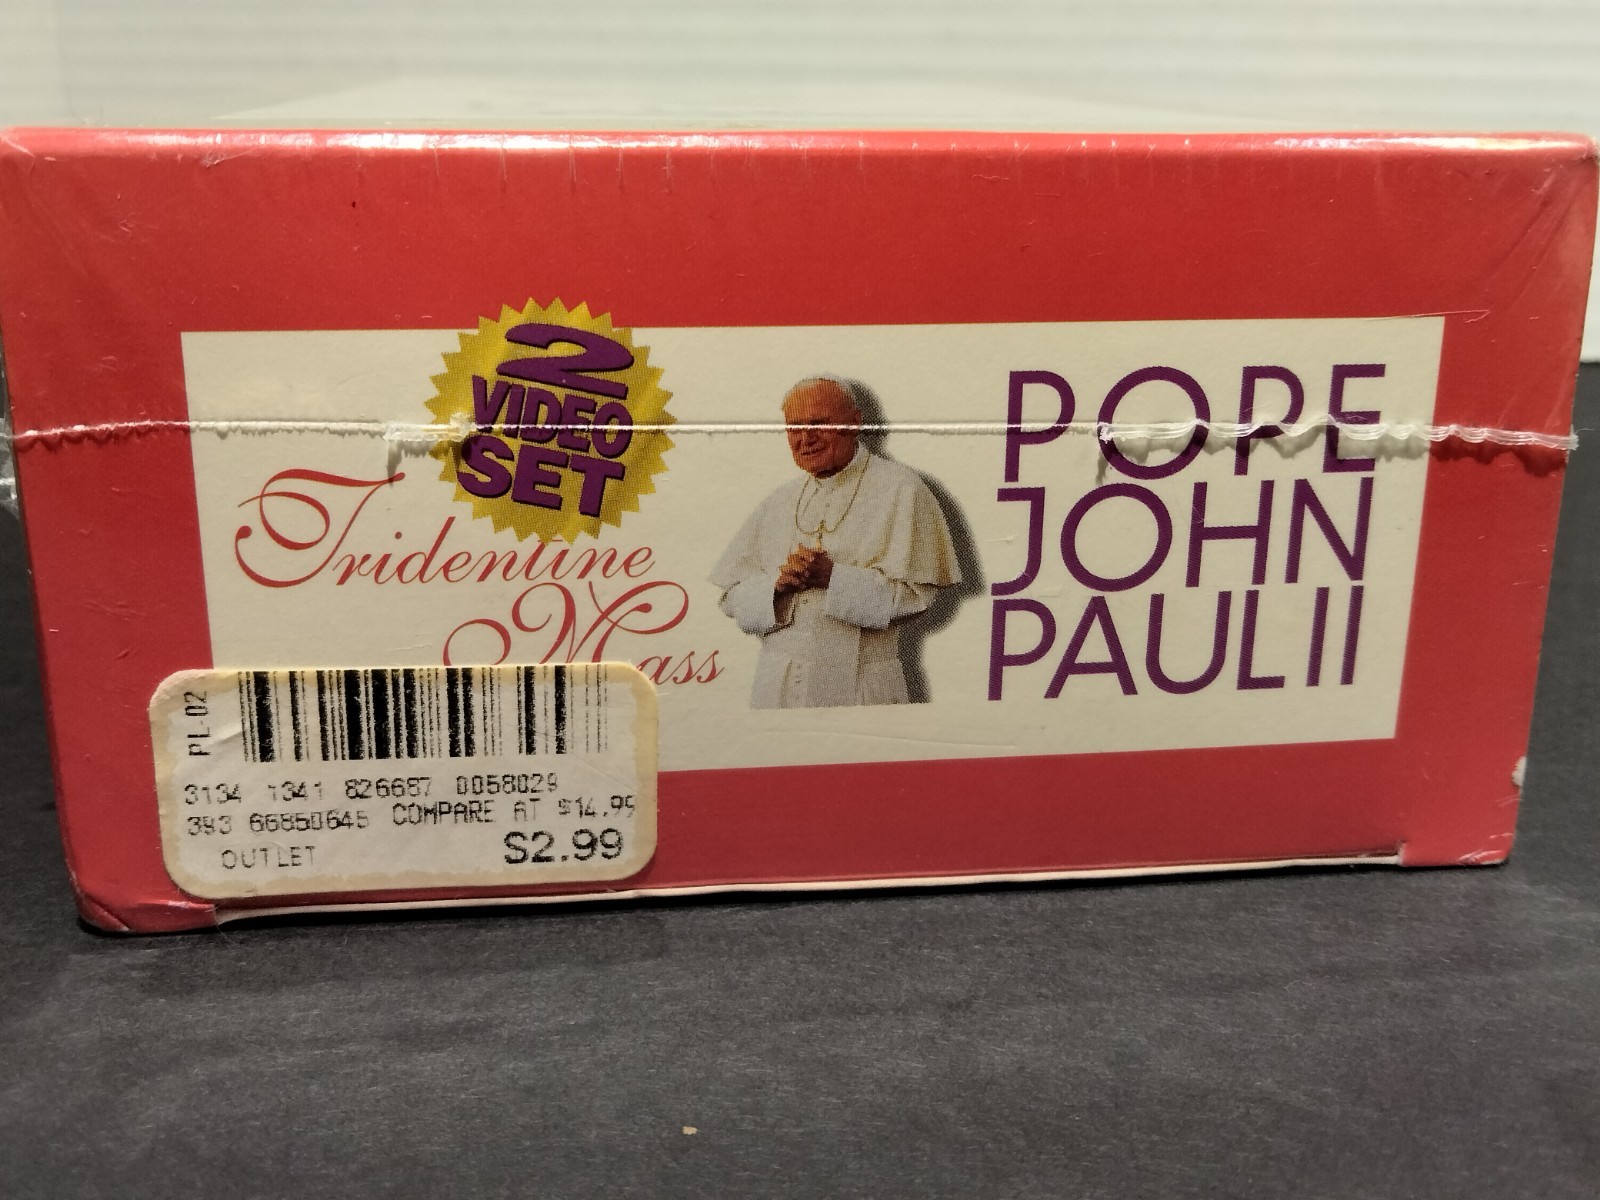 2
VIDEO
SET
Tridentine
Mass
POPE
JOHN
PAUL II
PL-02
3134 1341 826687 0058029
393 66850645 COMPARE AT $14.99
OUTLET
$2.99